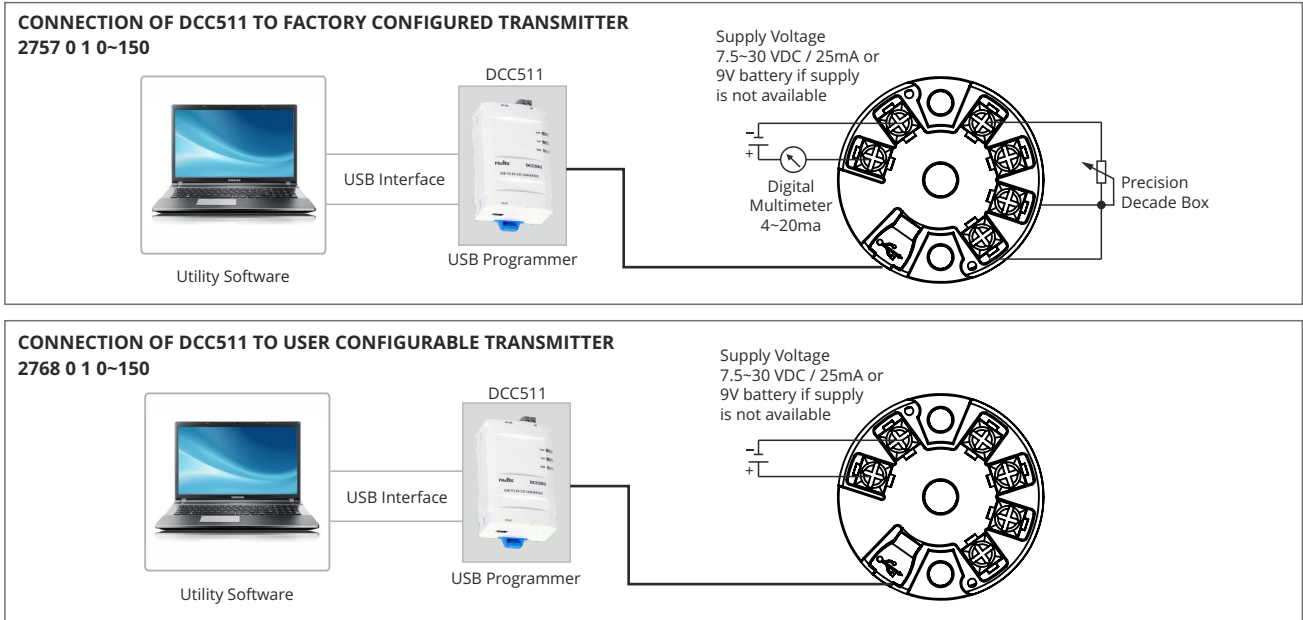 CONNECTION OF DCC511 TO FACTORY CONFIGURED TRANSMITTER
2757 0 1 0~150
DCC511
Supply Voltage
7.5~30 VDC / 25mA or
9V battery if supply
is not available
USB Interface
USB Programmer
Utility Software
Digital
Multimeter
4~20ma
Precision
Decade Box
CONNECTION OF DCC511 TO USER CONFIGURABLE TRANSMITTER
2768 0 1 0~150
DCC511
Supply Voltage
7.5~30 VDC / 25mA or
9V battery if supply
is not available
USB Interface
USB Programmer
Utility Software